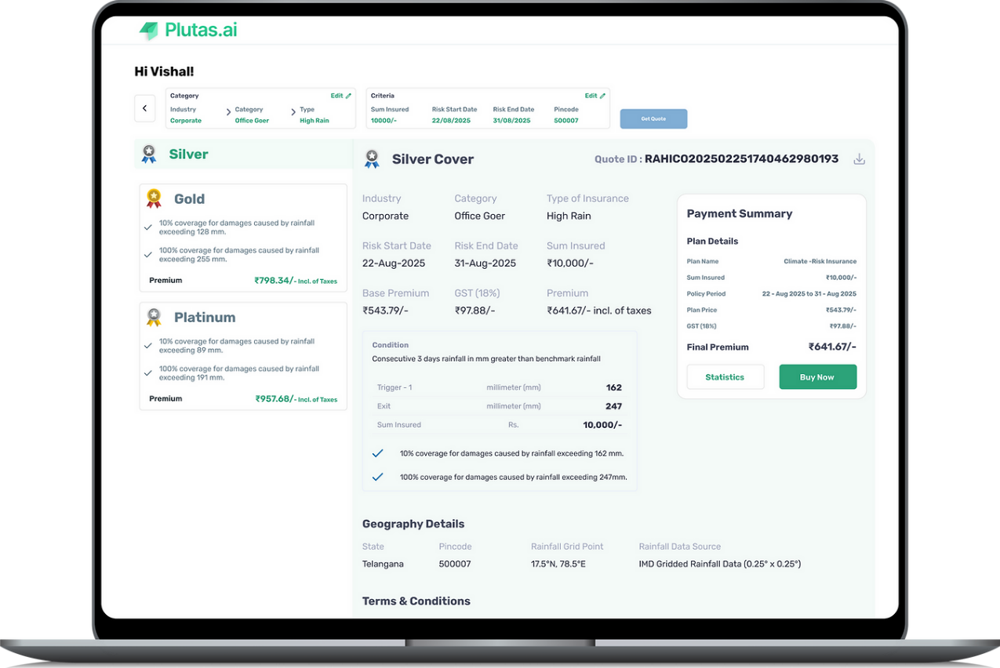 Plutas.ai
Hi Vishal!
Category
Edit
Industry
Category
Type
Corporate
Office Goer
High Rain
Criteria
Edit
Sum Insured
Risk Start Date
Risk End Date
Pincode
10000/-
22/08/2025
31/08/2025
500007
Get Quote
Silver
Gold
10% coverage for damages caused by rainfall
exceeding 128 mm.
100% coverage for damages caused by rainfall
exceeding 255 mm.
Premium
₹798.34/- Incl. of Taxes
Platinum
10% coverage for damages caused by rainfall
exceeding 89 mm.
100% coverage for damages caused by rainfall
exceeding 191 mm.
Premium
₹957.68/- Incl. of Taxes
Silver Cover
Quote ID : RAHICO2025022517404629801​93
Industry
Category
Type of Insurance
Corporate
Office Goer
High Rain
Risk Start Date
Risk End Date
Sum Insured
22-Aug-2025
31-Aug-2025
₹10,000/-
Base Premium
GST (18%)
Premium
₹543.79/-
₹97.88/-
₹641.67/- incl. of taxes
Condition
Consecutive 3 days rainfall in mm greater than benchmark rainfall
Trigger - 1 millimeter (mm) 162
Exit millimeter (mm) 247
Sum Insured Rs. 10,000/-
10% coverage for damages caused by rainfall exceeding 162 mm.
100% coverage for damages caused by rainfall exceeding 247mm.
Payment Summary
Plan Details
Plan Name Climate -Risk Insurance
Sum Insured ₹10,000/-
Policy Period 22 - Aug 2025 to 31 - Aug 2025
Plan Price ₹543.79/-
GST (18%) ₹97.88/-
Final Premium ₹641.67/-
Statistics
Buy Now
Geography Details
State
Pincode
Rainfall Grid Point
Rainfall Data Source
Telangana
500007
17.5°N, 78.5°E
IMD Gridded Rainfall Data (0.25° x 0.25°)
Terms & Conditions